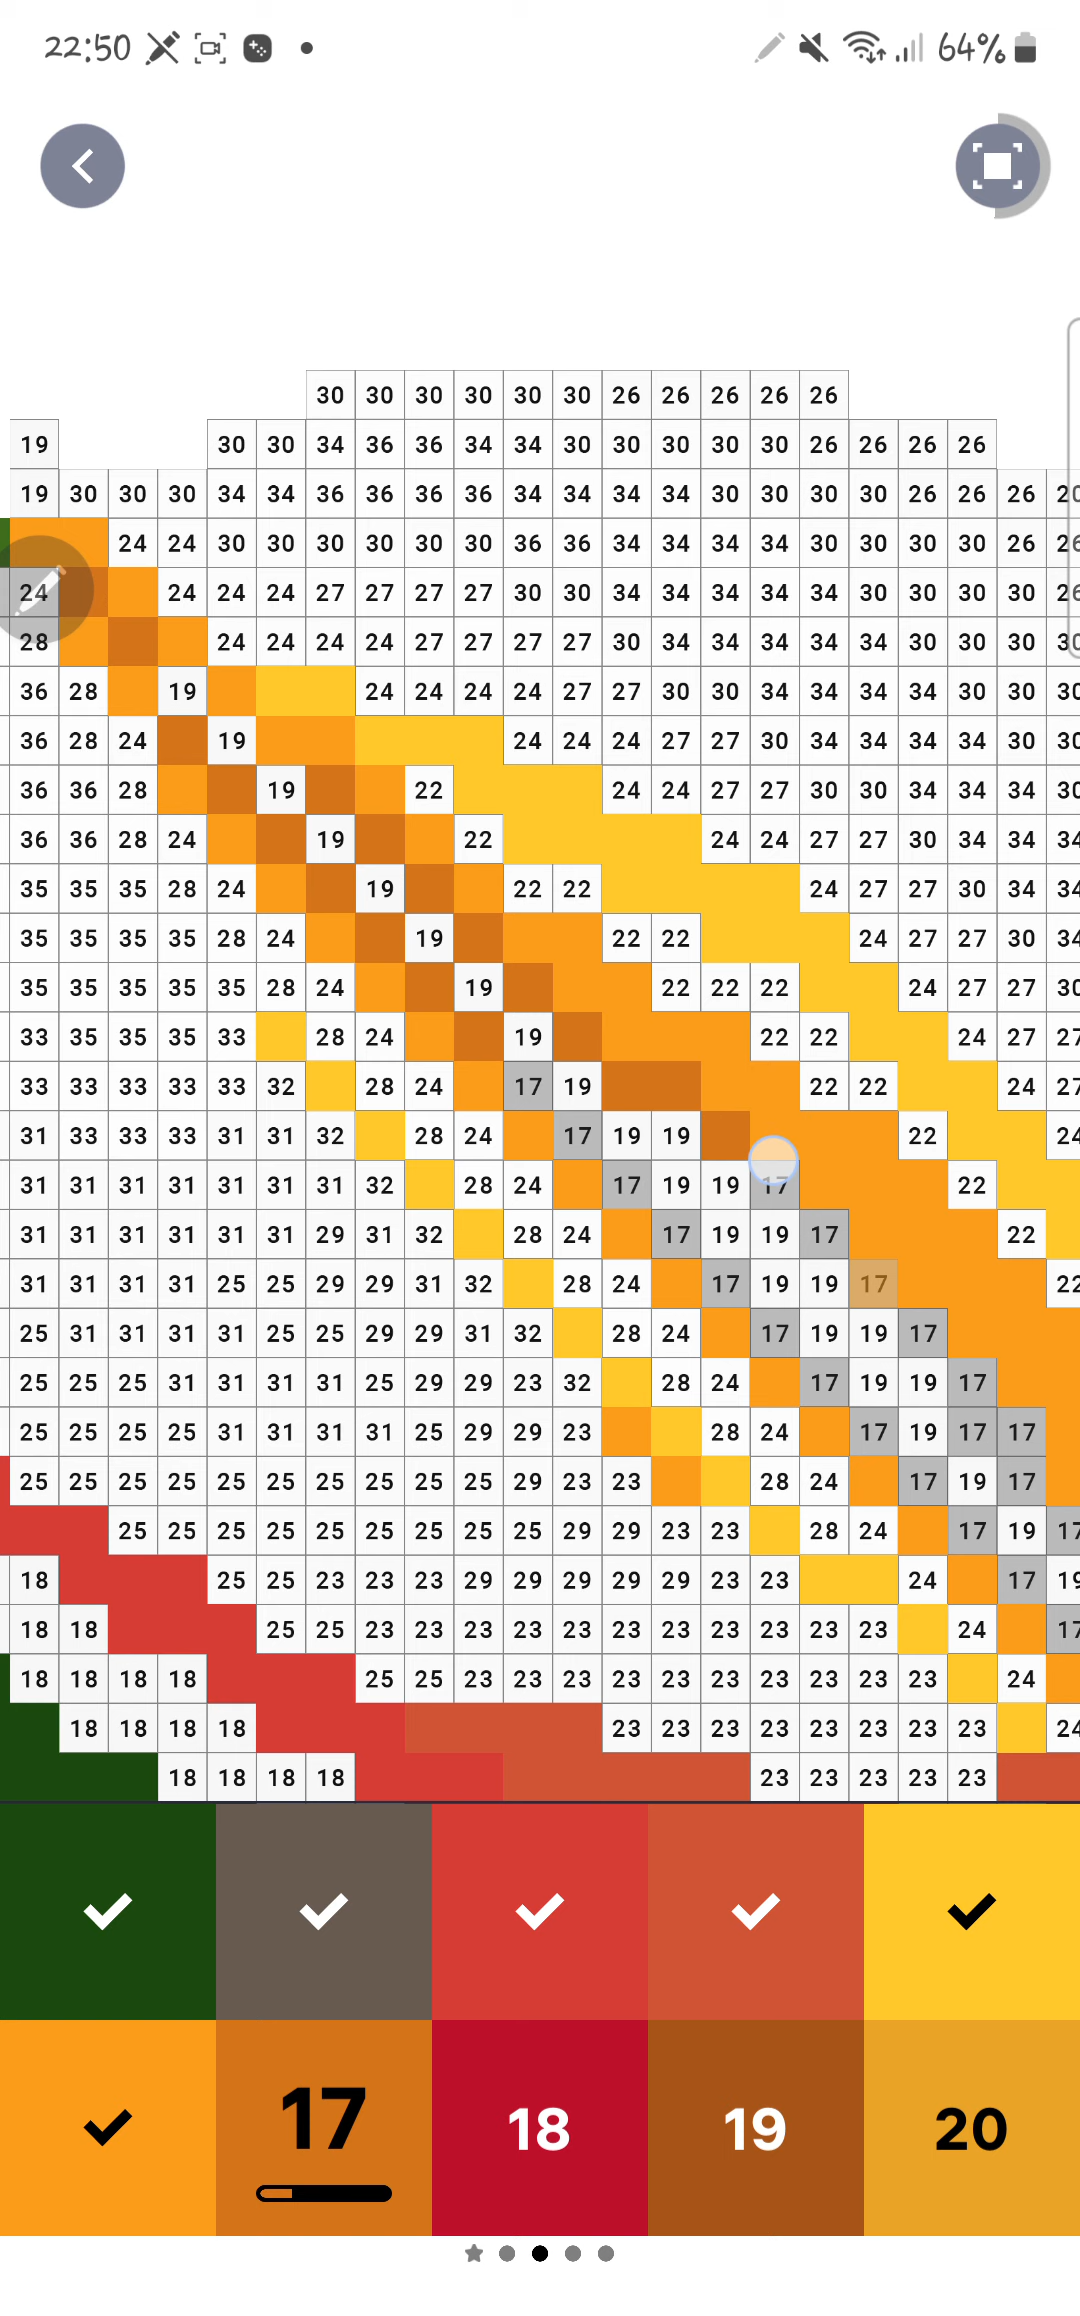 22:50 64%
30 30 30 30 30 30 26 26 26 26 26
19 30 30 34 36 36 34 34 30 30 30 30 30 26 26 26 26
19 30 30 30 34 34 36 36 36 36 34 34 34 34 30 30 30 30 26 26 26
24 24 30 30 30 30 30 30 36 36 34 34 34 34 30 30 30 30 26 26
24 24 24 24 27 27 27 27 30 30 34 34 34 34 34 30 30 30 30 26
28 24 24 24 24 27 27 27 27 30 34 34 34 34 34 30 30 30 30
36 28 19 24 24 24 24 27 27 30 30 34 34 34 34 30 30 30
36 28 24 19 24 24 24 27 27 30 34 34 34 34 30 30
36 36 28 19 22 24 24 27 27 30 30 34 34 34 30
36 36 28 24 19 22 24 24 27 27 30 34 34 34
35 35 35 28 24 19 22 22 24 27 27 30 34 34
35 35 35 35 28 24 19 22 22 24 27 27 30 34
35 35 35 35 35 28 24 19 22 22 22 24 27 27 30
33 35 35 35 33 28 24 19 22 22 24 27 27
33 33 33 33 33 32 28 24 17 19 22 22 24 27
31 33 33 33 31 31 32 28 24 17 19 19 22 24
31 31 31 31 31 31 31 32 28 24 17 19 19 17 22
31 31 31 31 31 31 29 31 32 28 24 17 19 19 17 22
31 31 31 31 25 25 29 29 31 32 28 24 17 19 19 17 22
25 31 31 31 31 25 25 29 29 31 32 28 24 17 19 19 17
25 25 25 31 31 31 31 25 29 29 23 32 28 24 17 19 19 17
25 25 25 25 31 31 31 31 25 29 29 23 28 24 17 19 17 17
25 25 25 25 25 25 25 25 25 25 29 23 23 28 24 17 19 17
25 25 25 25 25 25 25 25 29 29 23 23 28 24 17 19 17
18 25 25 23 23 23 29 29 29 29 29 23 23 24 17 19
18 18 25 25 23 23 23 23 23 23 23 23 23 23 23 24 17
18 18 18 18 25 25 23 23 23 23 23 23 23 23 23 23 24
18 18 18 18 23 23 23 23 23 23 23 23 24
18 18 18 18 23 23 23 23 23
17 18 19 20